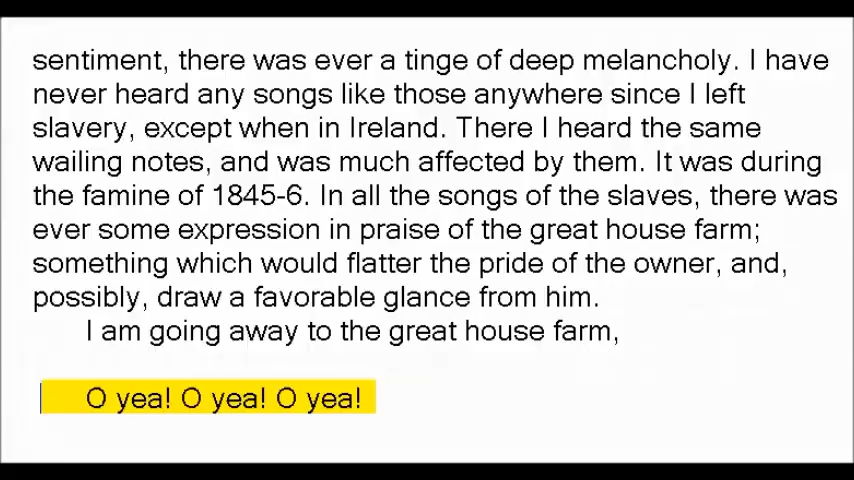 sentiment, there was ever a tinge of deep melancholy. I have
never heard any songs like those anywhere since I left
slavery, except when in Ireland. There I heard the same
wailing notes, and was much affected by them. It was during
the famine of 1845-6. In all the songs of the slaves, there was
ever some expression in praise of the great house farm;
something which would flatter the pride of the owner, and,
possibly, draw a favorable glance from him.
I am going away to the great house farm,
O yea! O yea! O yea!